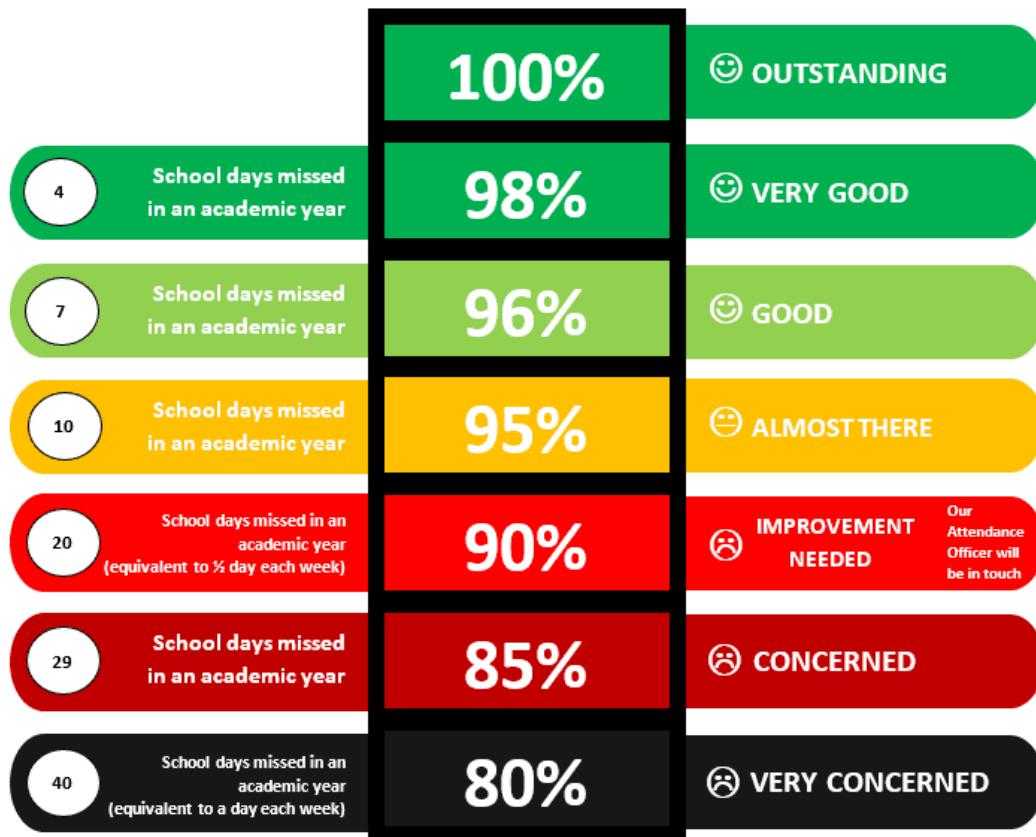 100%
OUTSTANDING
4
School days missed
in an academic year
98%
VERY GOOD
7
School days missed
in an academic year
96%
GOOD
10
School days missed
in an academic year
95%
ALMOST THERE
20
School days missed in an
academic year
(equivalent to ½ day each week)
90%
IMPROVEMENT
NEEDED
Our
Attendance
Officer will
be in touch
29
School days missed
in an academic year
85%
CONCERNED
40
School days missed in an
academic year
(equivalent to a day each week)
80%
VERY CONCERNED